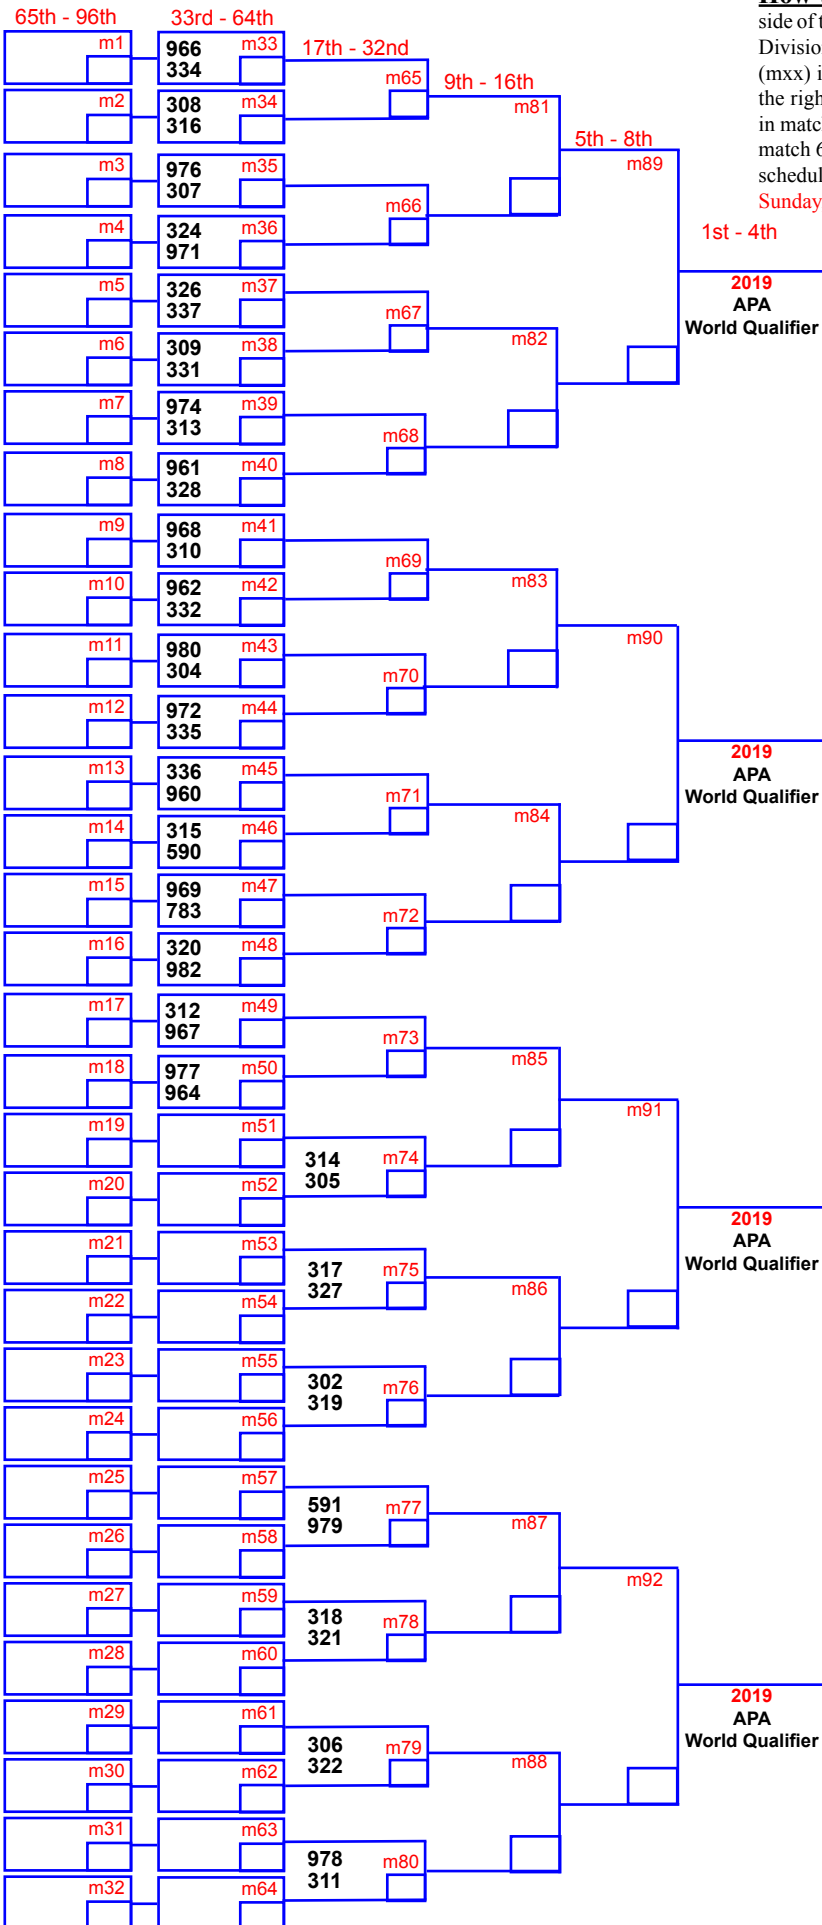 65th - 96th
33rd - 64th
17th - 32nd
9th - 16th
5th - 8th
1st - 4th
side of t
Division
(mxx) i
the righ
in matc
match 6
schedul
Sunday
m1
m2
m3
m4
m5
m6
m7
m8
m9
m10
m11
m12
m13
m14
m15
m16
m17
m18
m19
m20
m21
m22
m23
m24
m25
m26
m27
m28
m29
m30
m31
m32
966 m33
334
308 m34
316
976 m35
307
324 m36
971
326 m37
337
309 m38
331
974 m39
313
961 m40
328
968 m41
310
962 m42
332
980 m43
304
972 m44
335
336 m45
960
315 m46
590
969 m47
783
320 m48
982
312 m49
967
977 m50
964
m51
m52
m53
m54
m55
m56
m57
m58
m59
m60
m61
m62
m63
m64
m65
m66
m67
m68
m69
m70
m71
m72
m73
314 m74
305
317 m75
327
302 m76
319
591 m77
979
318 m78
321
306 m79
322
978 m80
311
m81
m82
m83
m84
m85
m86
m87
m88
m89
m90
m91
m92
2019
APA
World Qualifier
2019
APA
World Qualifier
2019
APA
World Qualifier
2019
APA
World Qualifier